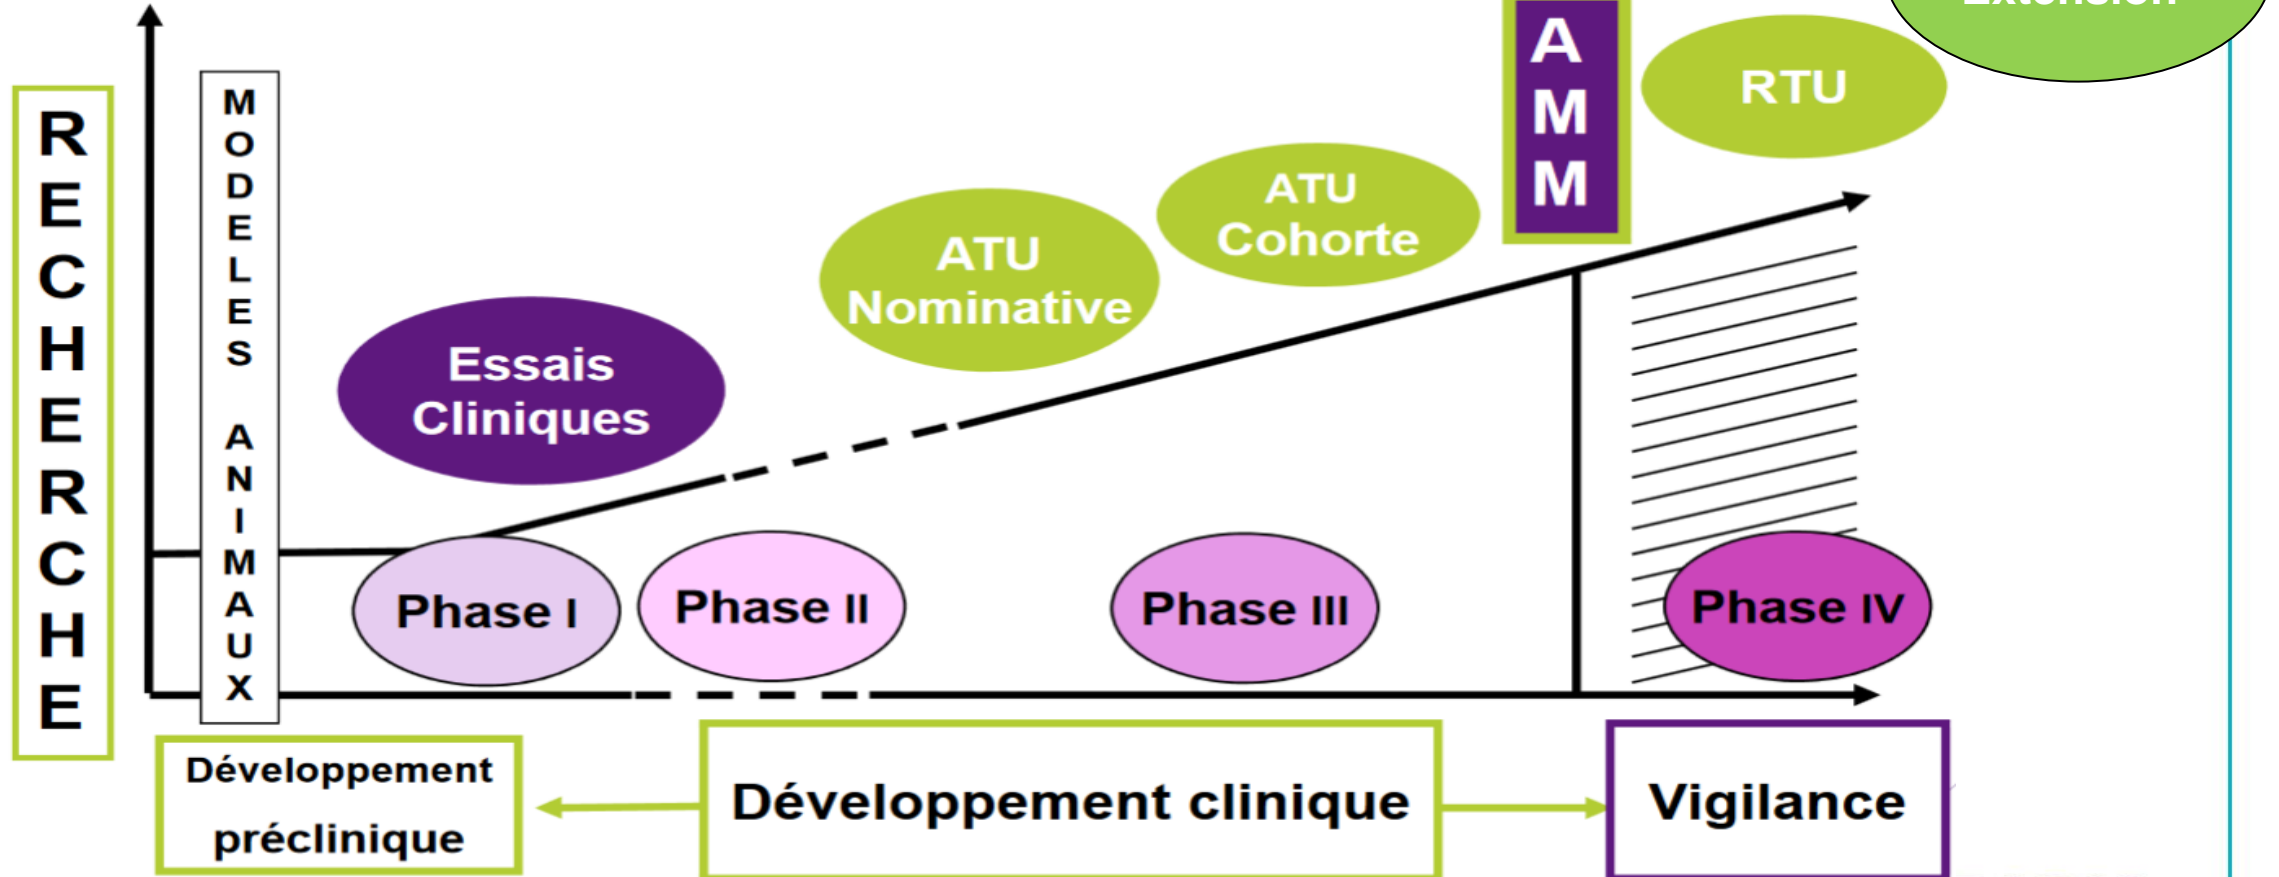 Extension
RECHERCHE
MODELES ANIMAUX
AMM
RTU
ATU
Cohorte
ATU
Nominative
Essais
Cliniques
Phase I
Phase II
Phase III
Phase IV
Développement
préclinique
Développement clinique
Vigilance